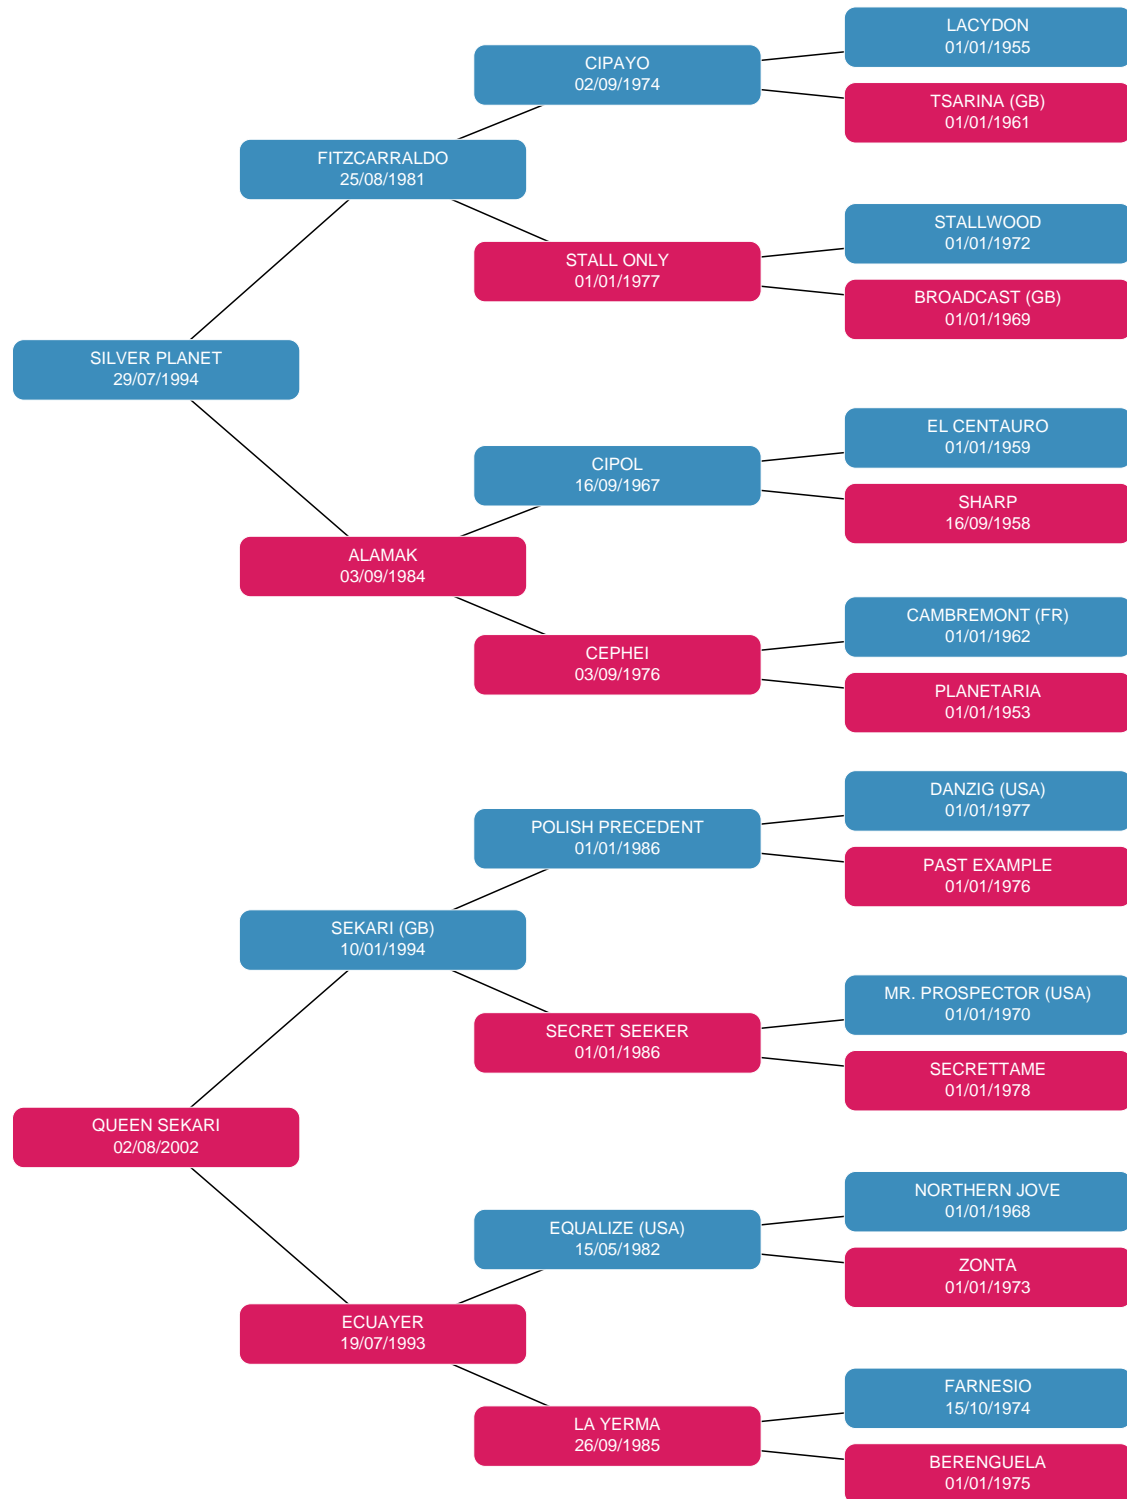 LACYDON
01/01/1955
CIPAYO
02/09/1974
TSARINA (GB)
01/01/1961
FITZCARRALDO
25/08/1981
STALLWOOD
01/01/1972
STALL ONLY
01/01/1977
BROADCAST (GB)
01/01/1969
SILVER PLANET
29/07/1994
EL CENTAURO
01/01/1959
CIPOL
16/09/1967
SHARP
16/09/1958
ALAMAK
03/09/1984
CAMBREMONT (FR)
01/01/1962
CEPHEI
03/09/1976
PLANETARIA
01/01/1953
DANZIG (USA)
01/01/1977
POLISH PRECEDENT
01/01/1986
PAST EXAMPLE
01/01/1976
SEKARI (GB)
10/01/1994
MR. PROSPECTOR (USA)
01/01/1970
SECRET SEEKER
01/01/1986
SECRETTAME
01/01/1978
QUEEN SEKARI
02/08/2002
NORTHERN JOVE
01/01/1968
EQUALIZE (USA)
15/05/1982
ZONTA
01/01/1973
ECUAYER
19/07/1993
FARNESIO
15/10/1974
LA YERMA
26/09/1985
BERENGUELA
01/01/1975